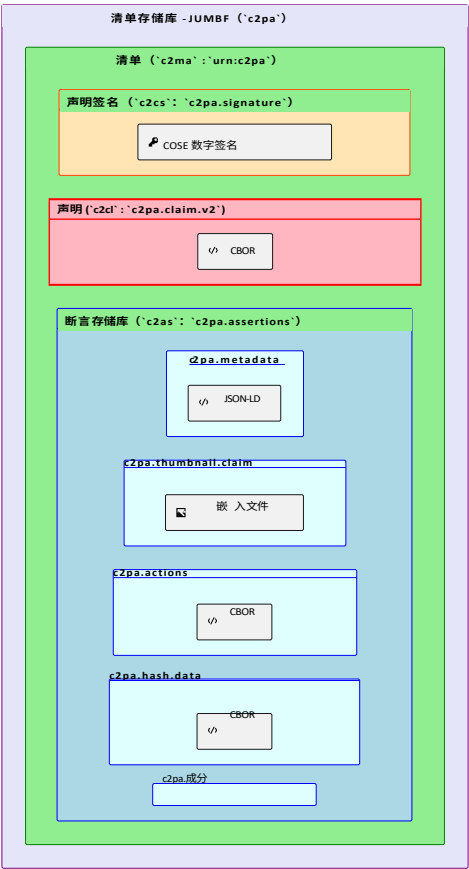 清单存储库 -JUMBF（`c2pa`）
清单（`c2ma` :`urn:c2pa`）
声明签名（`c2cs`：`c2pa.signature`）
COSE 数字签名
声明(`c2cl`:`c2pa.claim.v2`)
CBOR
断言存储库（`c2as`：`c2pa.assertions`）
c2pa.metadata
JSON-LD
c2pa.thumbnail.claim
嵌 入文件
c2pa.actions
CBOR
c2pa.hash.data
CBOR
c2pa.成分